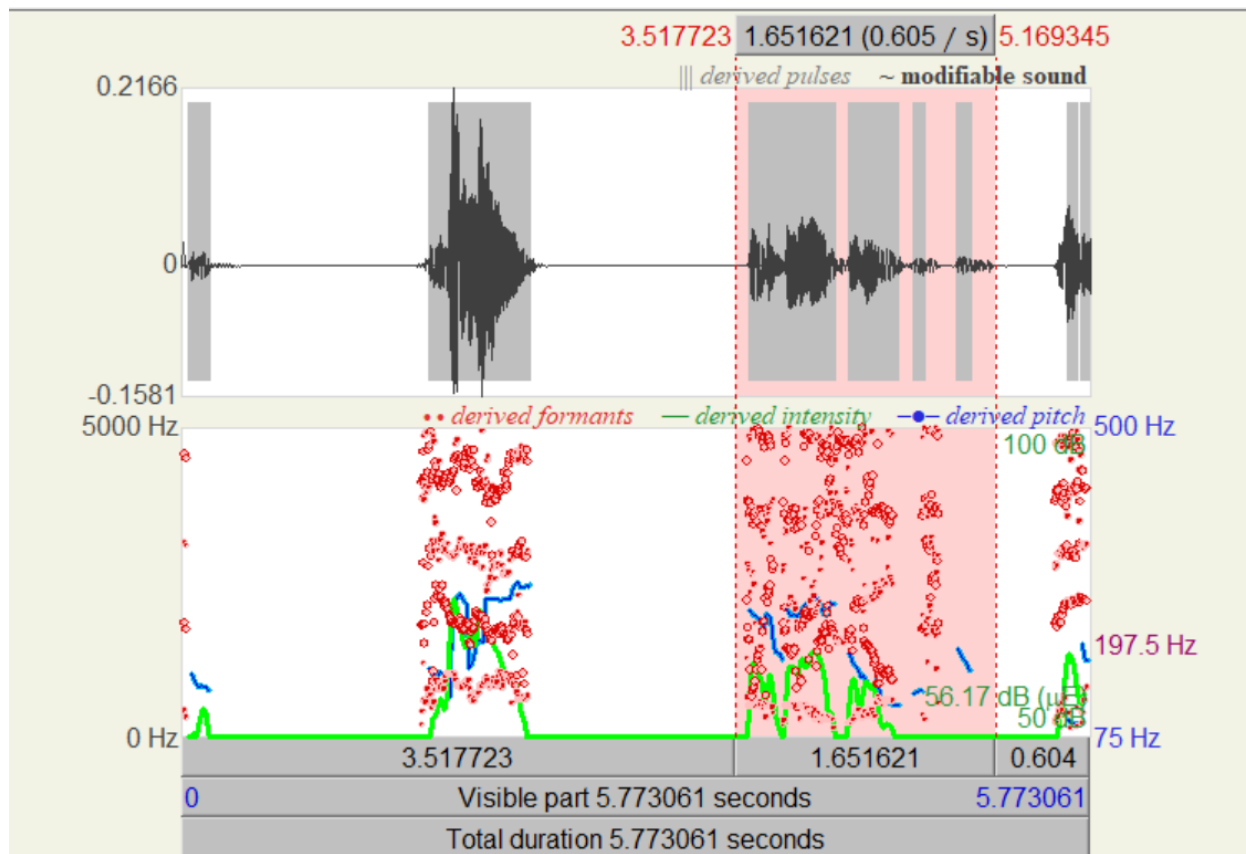 3.517723 1.651621 (0.605 / s) 5.169345
||| derived pulses ~ modifiable sound
0.2166
0
-0.1581
•• derived formants — derived intensity –●– derived pitch
5000 Hz 500 Hz
100 dB
197.5 Hz
56.17 dB (µE)
50 dB
0 Hz 75 Hz
3.517723 1.651621 0.604
0 Visible part 5.773061 seconds 5.773061
Total duration 5.773061 seconds